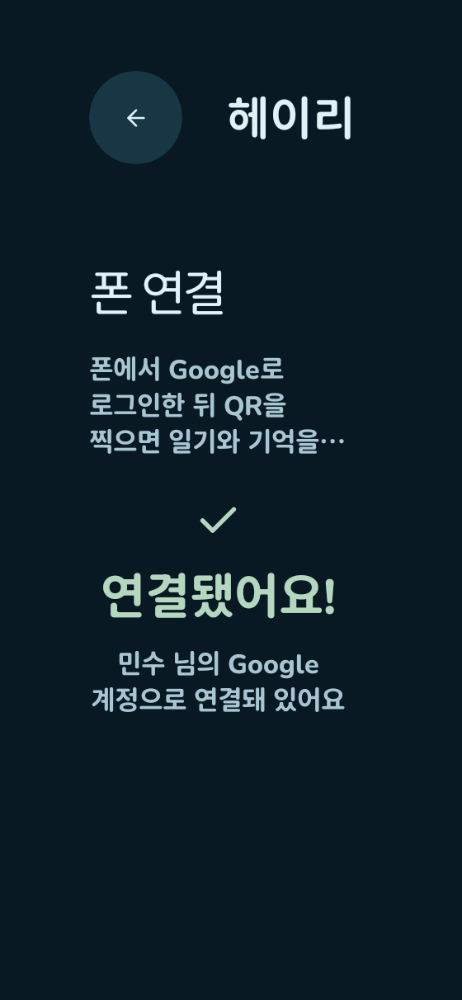 헤이리
폰 연결
폰에서 Google로
로그인한 뒤 QR을
찍으면 일기와 기억을…
연결됐어요!
민수 님의 Google
계정으로 연결돼 있어요